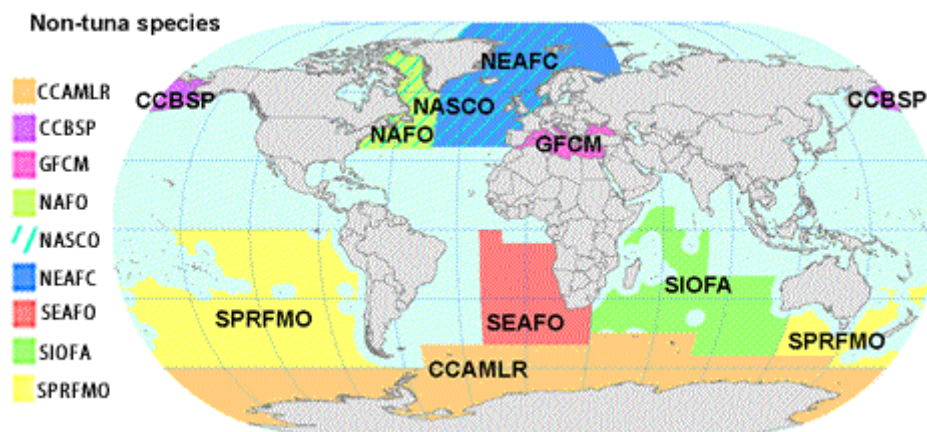 Non-tuna species
CCAMLR
CCBSP
GFCM
NAFO
NASCO
NEAFC
SEAFO
SIOFA
SPRFMO
NEAFC
CCBSP
CCBSP
NASCO
NAFO
GFCM
SIOFA
SPRFMO
SEAFO
SPRFMO
CCAMLR